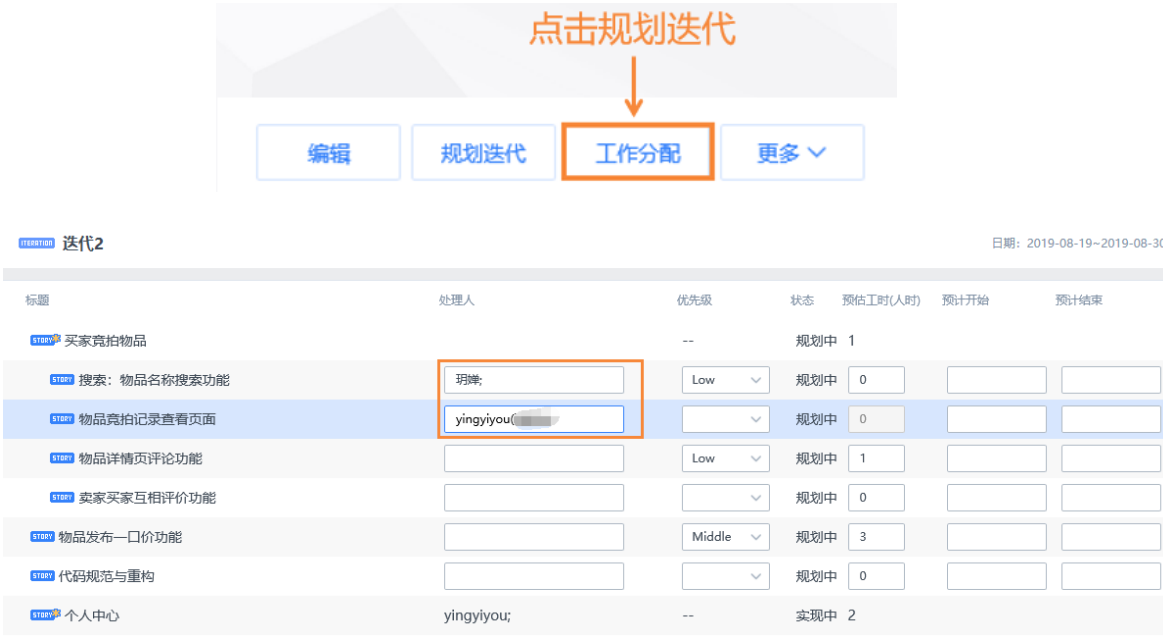 点击规划迭代
编辑 规划迭代 工作分配 更多
ITERATION 迭代2 日期：2019-08-19~2019-08-30
标题 处理人 优先级 状态 预估工时(人时) 预计开始 预计结束
STORY 买家竞拍物品 -- 规划中 1
STORY 搜索：物品名称搜索功能 玥婵; Low 规划中 0
STORY 物品竞拍记录查看页面 yingyiyou( 规划中 0
STORY 物品详情页评论功能 Low 规划中 1
STORY 卖家买家互相评价功能 规划中 0
STORY 物品发布一口价功能 Middle 规划中 3
STORY 代码规范与重构 规划中 0
STORY 个人中心 yingyiyou; -- 实现中 2